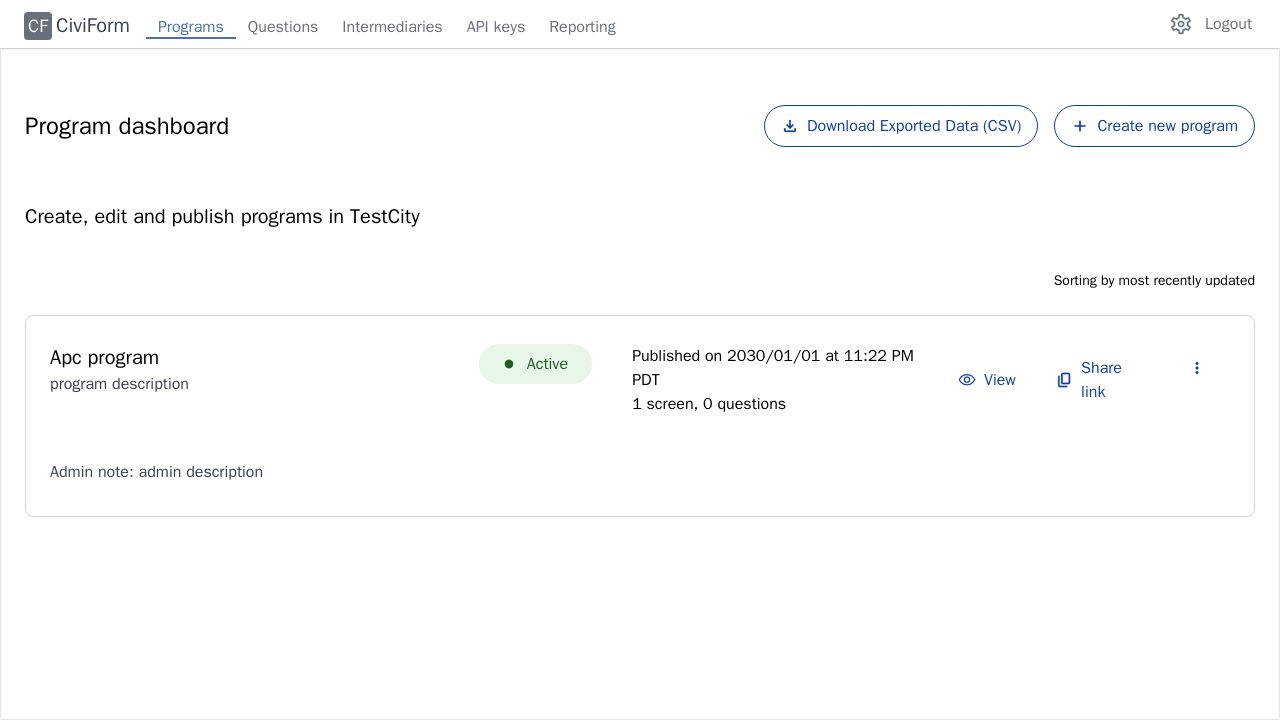 CF CiviForm
Programs
Questions
Intermediaries
API keys
Reporting
Logout
Program dashboard
Download Exported Data (CSV)
Create new program
Create, edit and publish programs in TestCity
Sorting by most recently updated
Apc program
program description
Active
Published on 2030/01/01 at 11:22 PM
PDT
1 screen, 0 questions
View
Share
link
Admin note: admin description